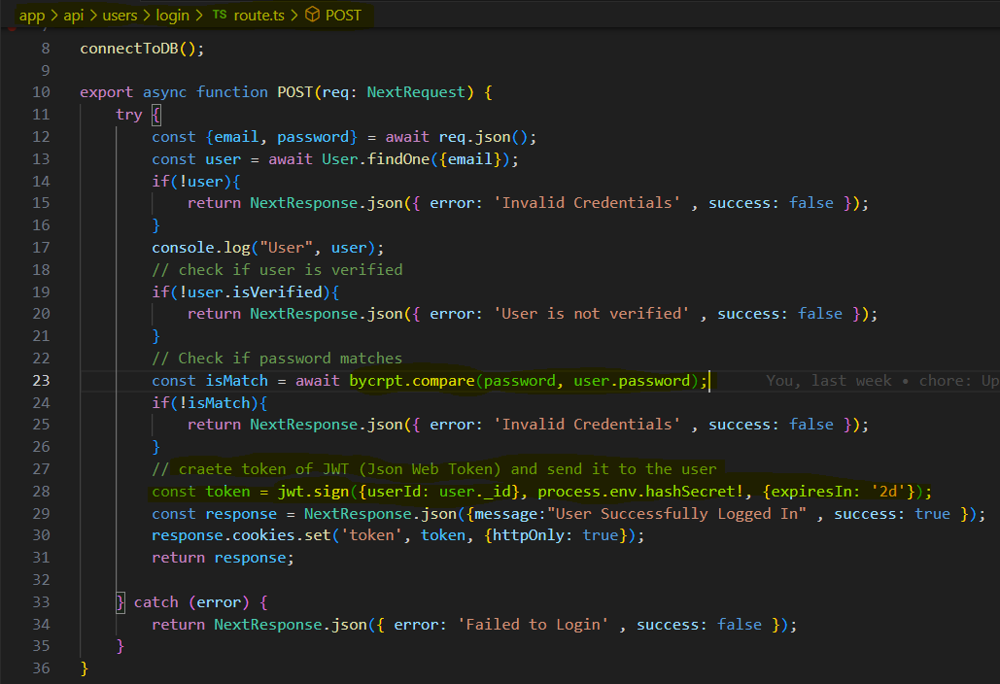 app > api > users > login > TS route.ts > POST
7
8 connectToDB();
9
10 export async function POST(req: NextRequest) {
11 try {
12 const {email, password} = await req.json();
13 const user = await User.findOne({email});
14 if(!user){
15 return NextResponse.json({ error: 'Invalid Credentials' , success: false });
16 }
17 console.log("User", user);
18 // check if user is verified
19 if(!user.isVerified){
20 return NextResponse.json({ error: 'User is not verified' , success: false });
21 }
22 // Check if password matches
23 const isMatch = await bycrpt.compare(password, user.password); You, last week • chore: Up
24 if(!isMatch){
25 return NextResponse.json({ error: 'Invalid Credentials' , success: false });
26 }
27 // craete token of JWT (Json Web Token) and send it to the user
28 const token = jwt.sign({userId: user._id}, process.env.hashSecret!, {expiresIn: '2d'});
29 const response = NextResponse.json({message:"User Successfully Logged In" , success: true });
30 response.cookies.set('token', token, {httpOnly: true});
31 return response;
32
33 } catch (error) {
34 return NextResponse.json({ error: 'Failed to Login' , success: false });
35 }
36 }